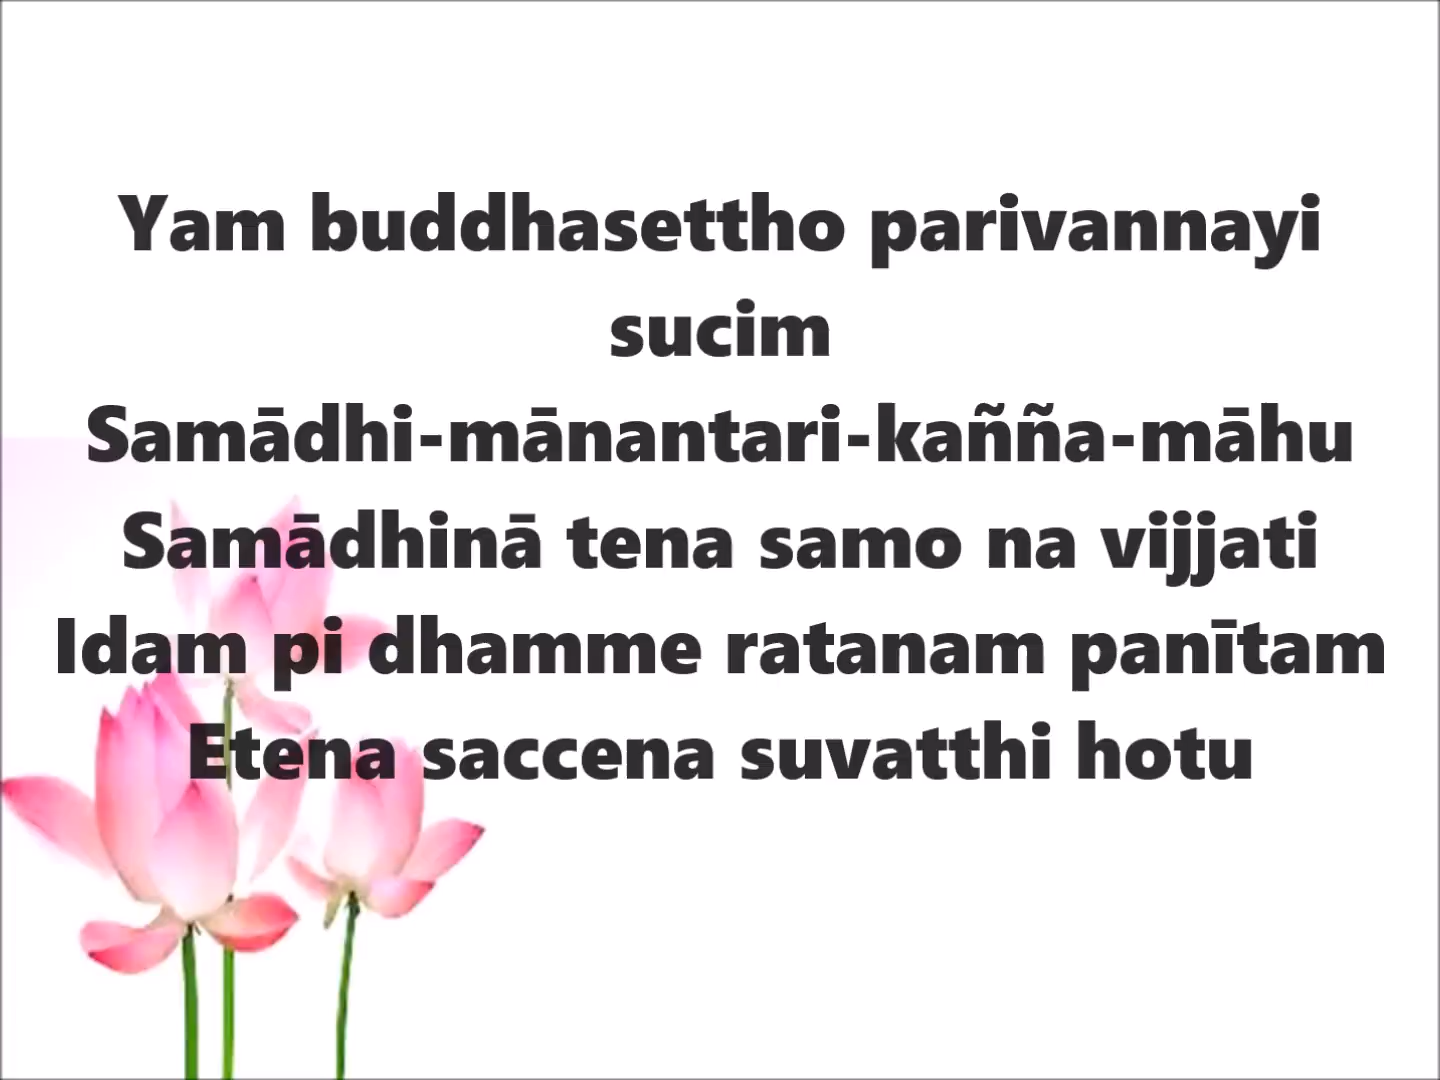 Yam buddhasettho parivannayi
sucim
Samādhi-mānantari-kañña-māhu
Samādhinā tena samo na vijjati
Idam pi dhamme ratanam panītam
Etena saccena suvatthi hotu